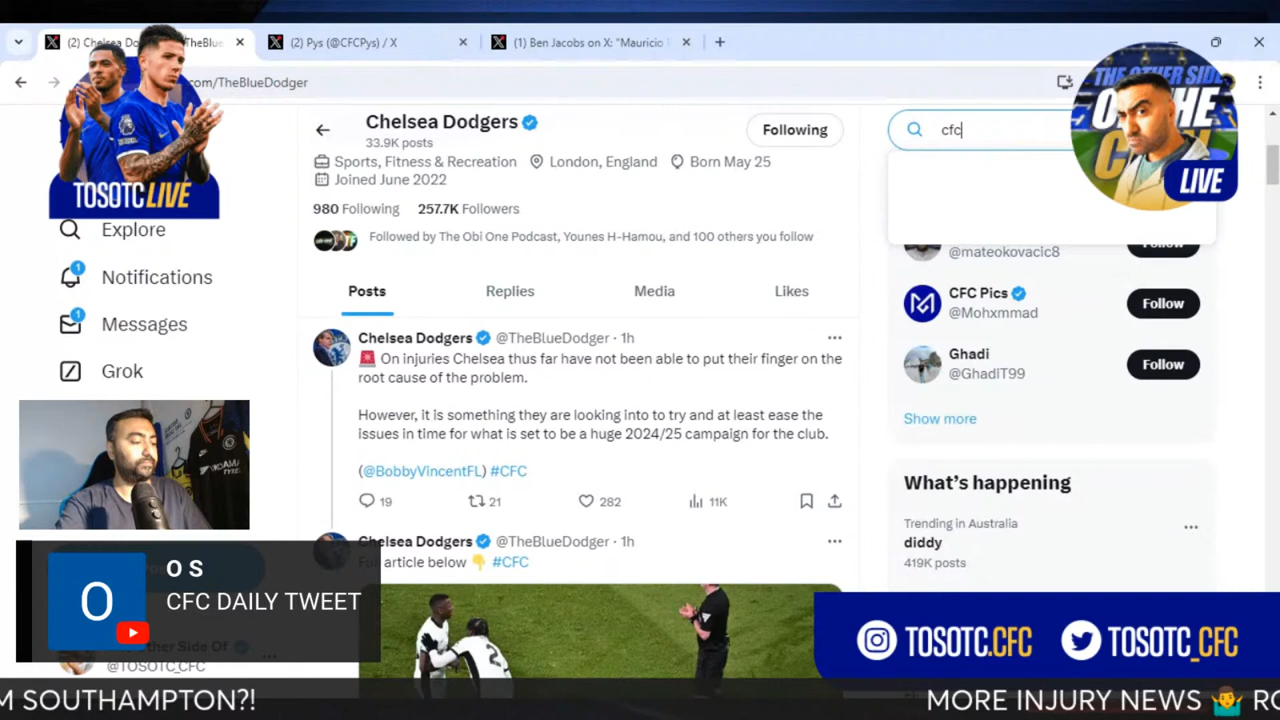 (2) Chelsea Do
TheBlue
(2) Pys (@CFCPys) / X
(1) Ben Jacobs on X: "Mauricio
.com/TheBlueDodger
TOSOTC LIVE
THE OTHER SIDE
OF THE
LIVE
Chelsea Dodgers
33.9K posts
Following
cfc
Sports, Fitness & Recreation London, England Born May 25
Joined June 2022
980 Following 257.7K Followers
Followed by The Obi One Podcast, Younes H-Hamou, and 100 others you follow
Posts Replies Media Likes
Explore
Notifications
1
Messages
1
Grok
Chelsea Dodgers @TheBlueDodger · 1h
🚨 On injuries Chelsea thus far have not been able to put their finger on the
root cause of the problem.
However, it is something they are looking into to try and at least ease the
issues in time for what is set to be a huge 2024/25 campaign for the club.
(@BobbyVincentFL) #CFC
19 21 282 11K
Chelsea Dodgers @TheBlueDodger · 1h
article below 👇 #CFC
Follow
@mateokovacic8
CFC Pics
@Mohxmmad
Follow
Ghadi
@GhadiT99
Follow
Show more
What's happening
Trending in Australia
diddy
419K posts
O
O S
CFC DAILY TWEET
ther Side Of
@TOSOTC_CFC
TOSOTC.CFC TOSOTC_CFC
M SOUTHAMPTON?!
MORE INJURY NEWS 🤷‍♂️ RO